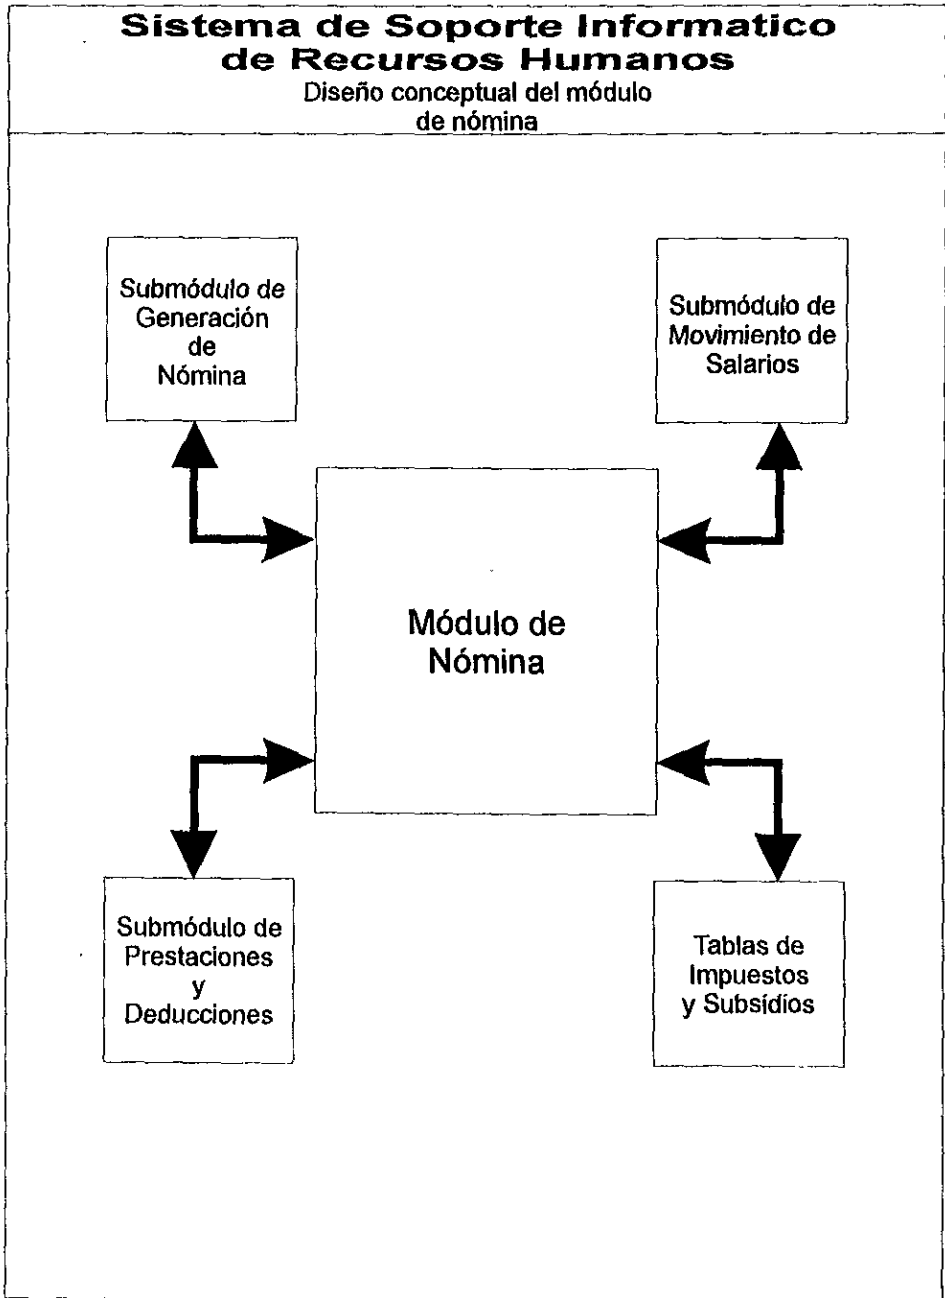 Sistema de Soporte Informatico
de Recursos Humanos
Diseño conceptual del módulo
de nómina
Submódulo de
Generación
de
Nómina
Submódulo de
Movimiento de
Salarios
Módulo de
Nómina
Submódulo de
Prestaciones
y
Deducciones
Tablas de
Impuestos
y Subsídios